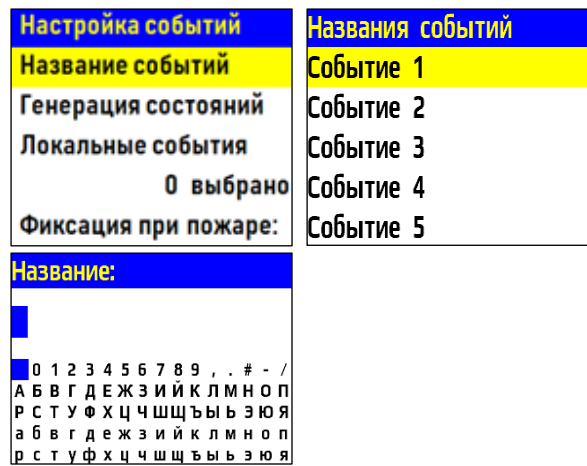 Настройка событий
Название событий
Генерация состояний
Локальные события
0 выбрано
Фиксация при пожаре:
Названия событий
Событие 1
Событие 2
Событие 3
Событие 4
Событие 5
Название:
0 1 2 3 4 5 6 7 8 9 , . # - /
А Б В Г Д Е Ж З И Й К Л М Н О П
Р С Т У Ф Х Ц Ч Ш Щ Ъ Ы Ь Э Ю Я
а б в г д е ж з и й к л м н о п
р с т у ф х ц ч ш щ ъ ы ь э ю я